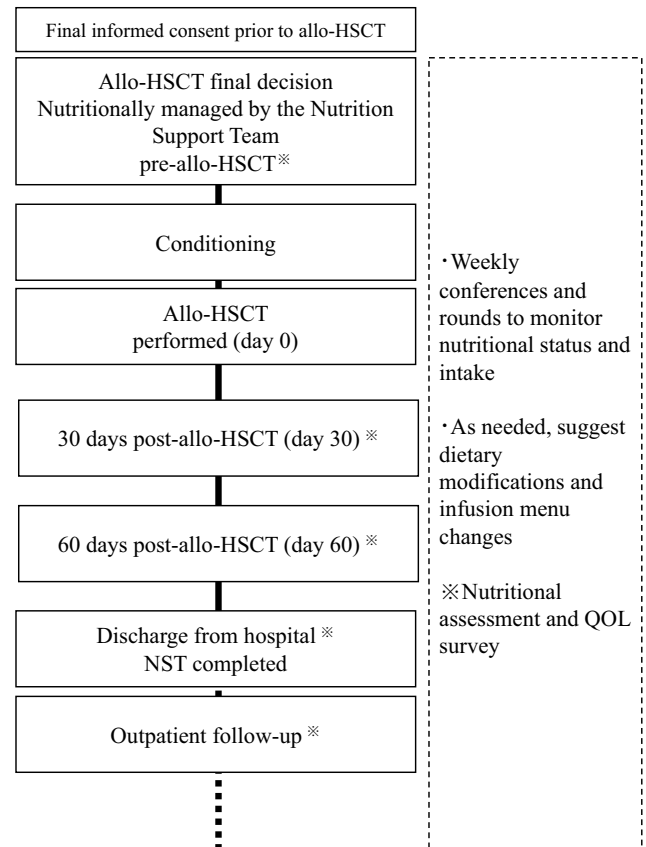 Final informed consent prior to allo-HSCT
Allo-HSCT final decision
Nutritionally managed by the Nutrition
Support Team
pre-allo-HSCT※
Conditioning
Allo-HSCT
performed (day 0)
30 days post-allo-HSCT (day 30) ※
60 days post-allo-HSCT (day 60) ※
Discharge from hospital ※
NST completed
Outpatient follow-up ※
・Weekly
conferences and
rounds to monitor
nutritional status and
intake
・As needed, suggest
dietary
modifications and
infusion menu
changes
※Nutritional
assessment and QOL
survey